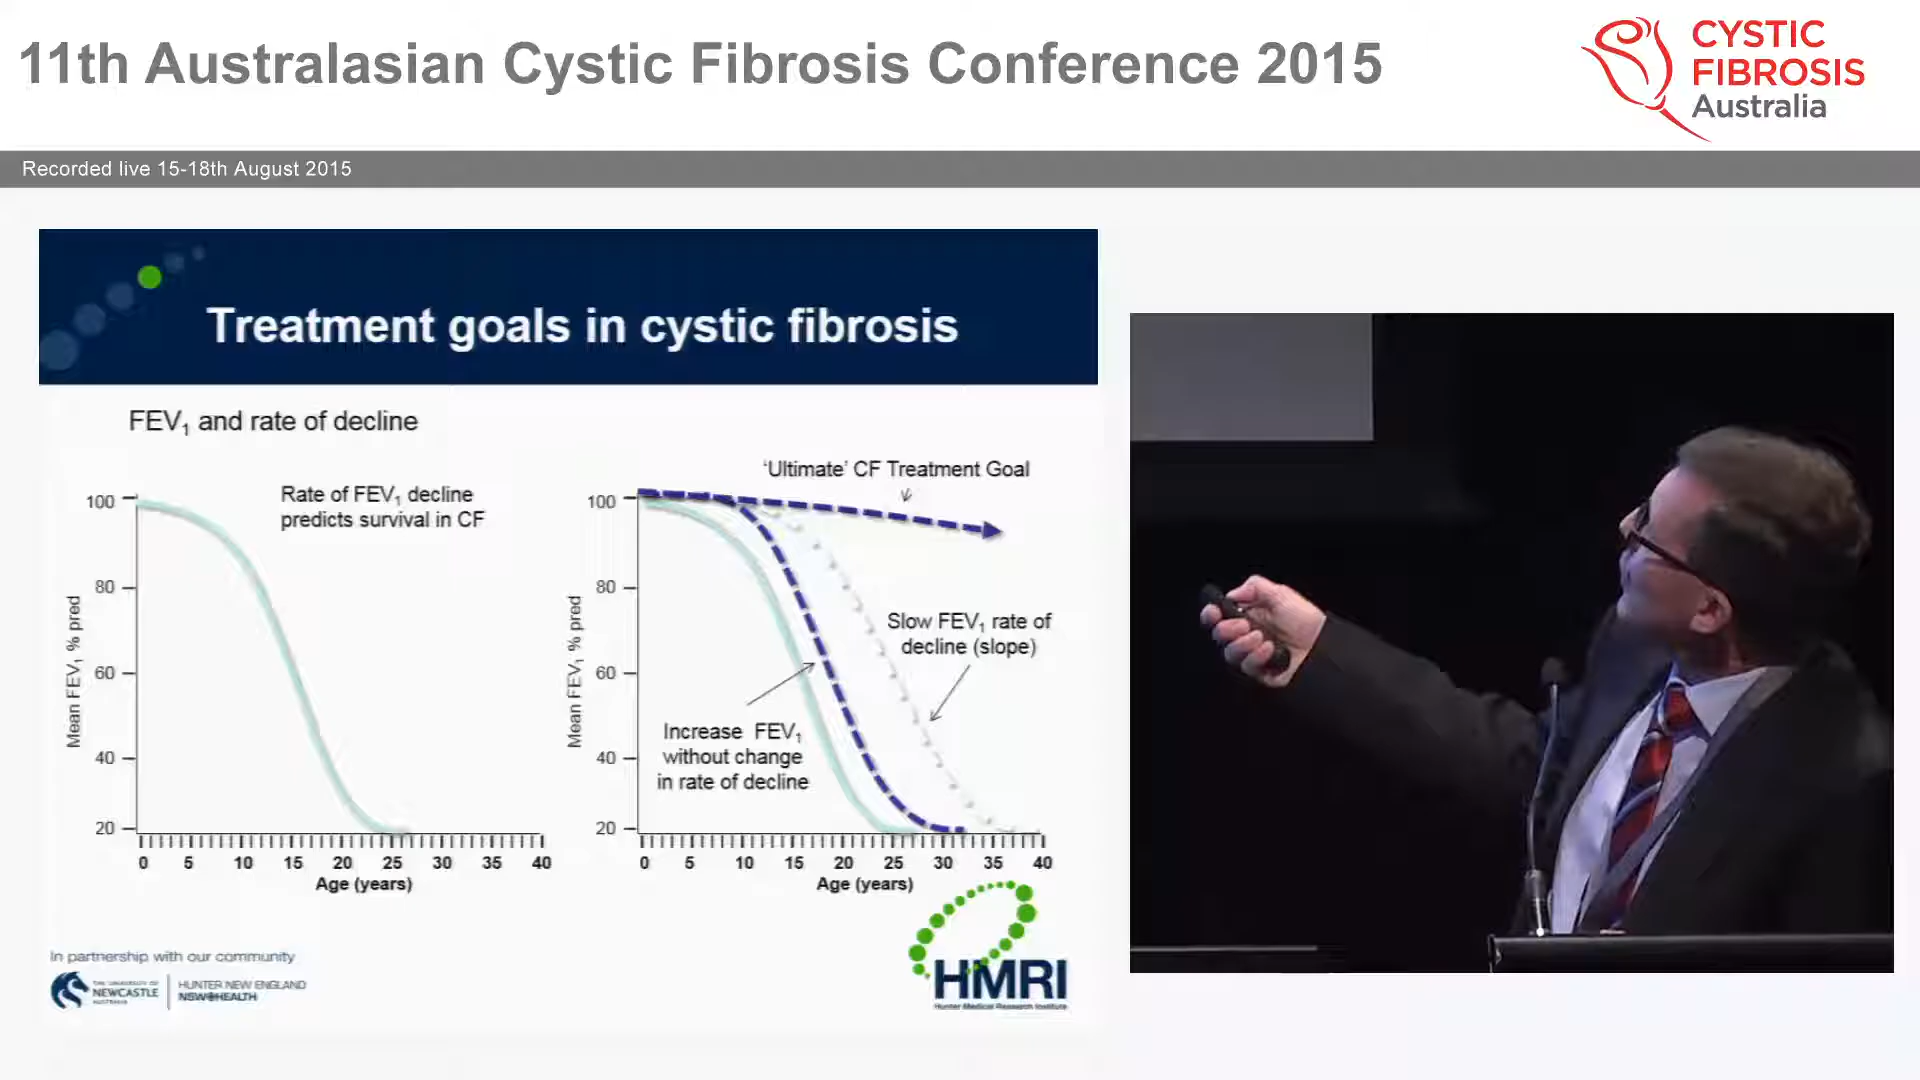 11th Australasian Cystic Fibrosis Conference 2015
CYSTIC
FIBROSIS
Australia
Recorded live 15-18th August 2015
Treatment goals in cystic fibrosis
FEV1 and rate of decline
Rate of FEV1 decline
predicts survival in CF
100
80
60
40
20
Mean FEV1 % pred
0 5 10 15 20 25 30 35 40
Age (years)
'Ultimate' CF Treatment Goal
100
80
60
40
20
Mean FEV1 % pred
Slow FEV1 rate of
decline (slope)
Increase FEV1
without change
in rate of decline
0 5 10 15 20 25 30 35 40
Age (years)
In partnership with our community
THE UNIVERSITY OF
NEWCASTLE
AUSTRALIA
HUNTER NEW ENGLAND
NSW HEALTH
HMRI
Hunter Medical Research Institute